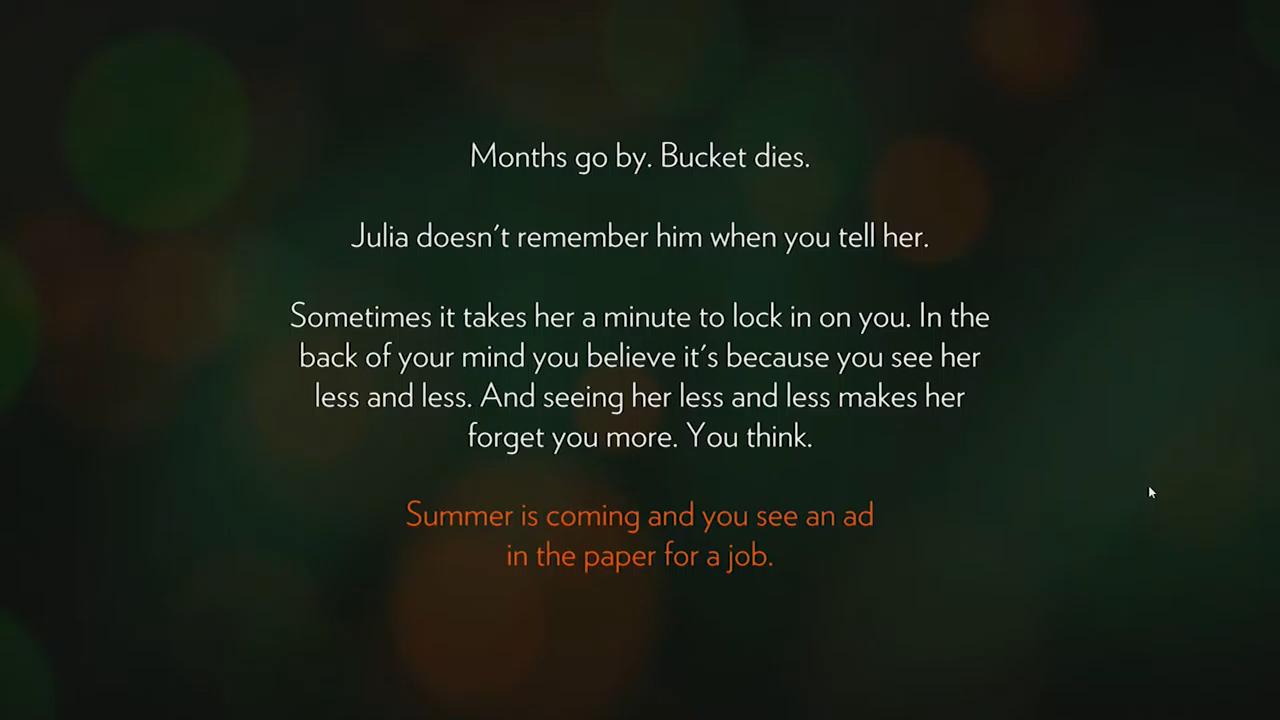 Months go by. Bucket dies.
Julia doesn't remember him when you tell her.
Sometimes it takes her a minute to lock in on you. In the
back of your mind you believe it's because you see her
less and less. And seeing her less and less makes her
forget you more. You think.
Summer is coming and you see an ad
in the paper for a job.